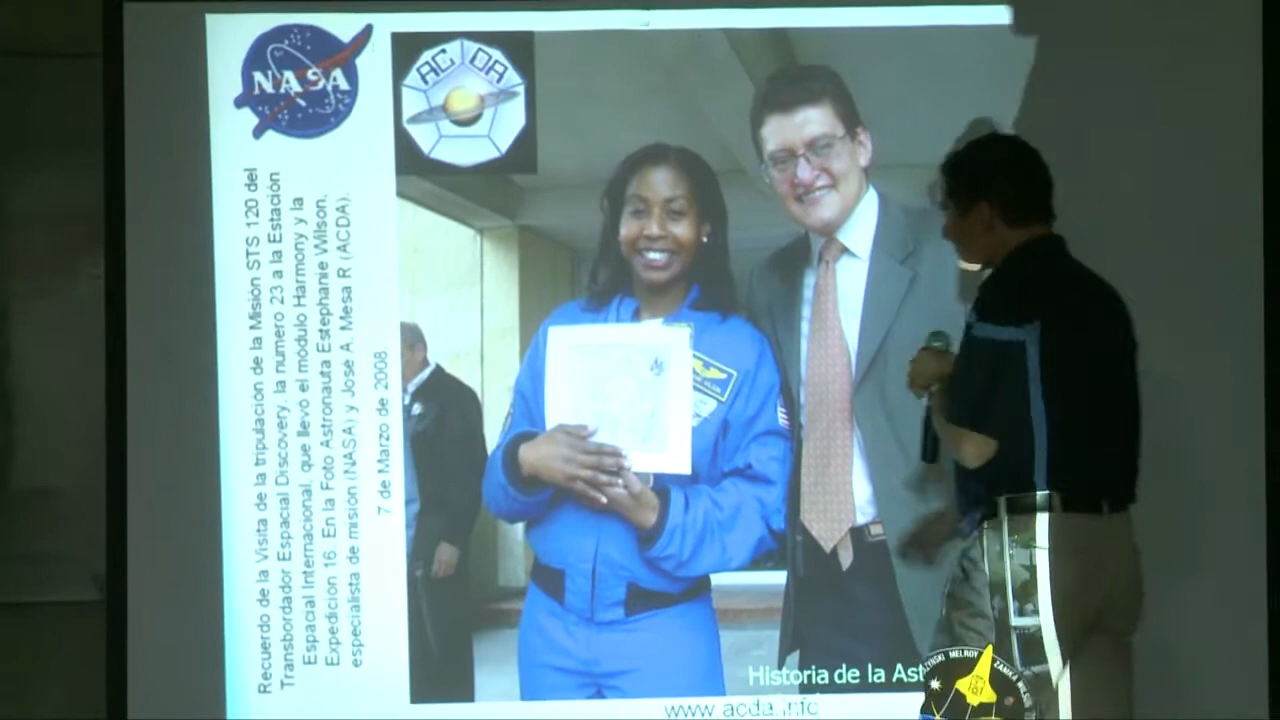 NASA
AC DA
Recuerdo de la Visita de la tripulación de la Misión STS 120 del
Transbordador Espacial Discovery, la numero 23 a la Estación
Espacial Internacional, que llevo el modulo Harmony y la
Expedicion 16. En la Foto Astronauta Estephanie Wilson,
especialista de misión (NASA) y Jose A. Mesa R (ACDA).
7 de Marzo de 2008
Historia de la Ast
www.acda.info
MELROY ZAMKA